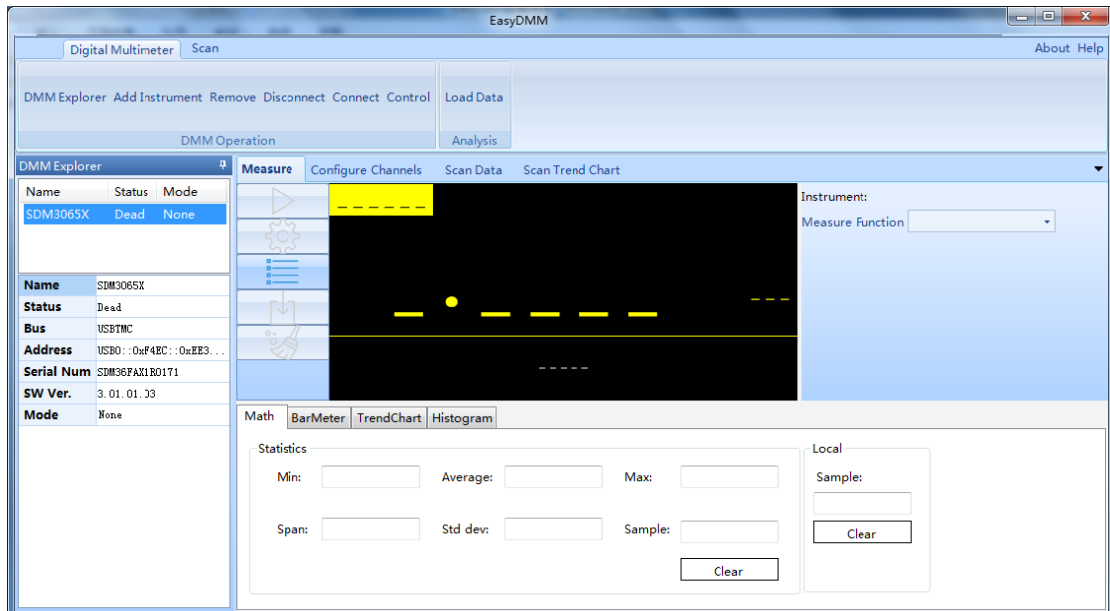 EasyDMM
Digital Multimeter Scan About Help
DMM Explorer Add Instrument Remove Disconnect Connect Control Load Data
DMM Operation Analysis
DMM Explorer
Measure Configure Channels Scan Data Scan Trend Chart
Name Status Mode
SDM3065X Dead None
Instrument:
Measure Function
Name SDM3065X
Status Dead
Bus USBTMC
Address USB0::0xF4EC::0xEE3...
Serial Num SDM36FAX1R0171
SW Ver. 3.01.01.03
Mode None
Math BarMeter TrendChart Histogram
Statistics
Min: Average: Max:
Span: Std dev: Sample:
Clear
Local
Sample:
Clear